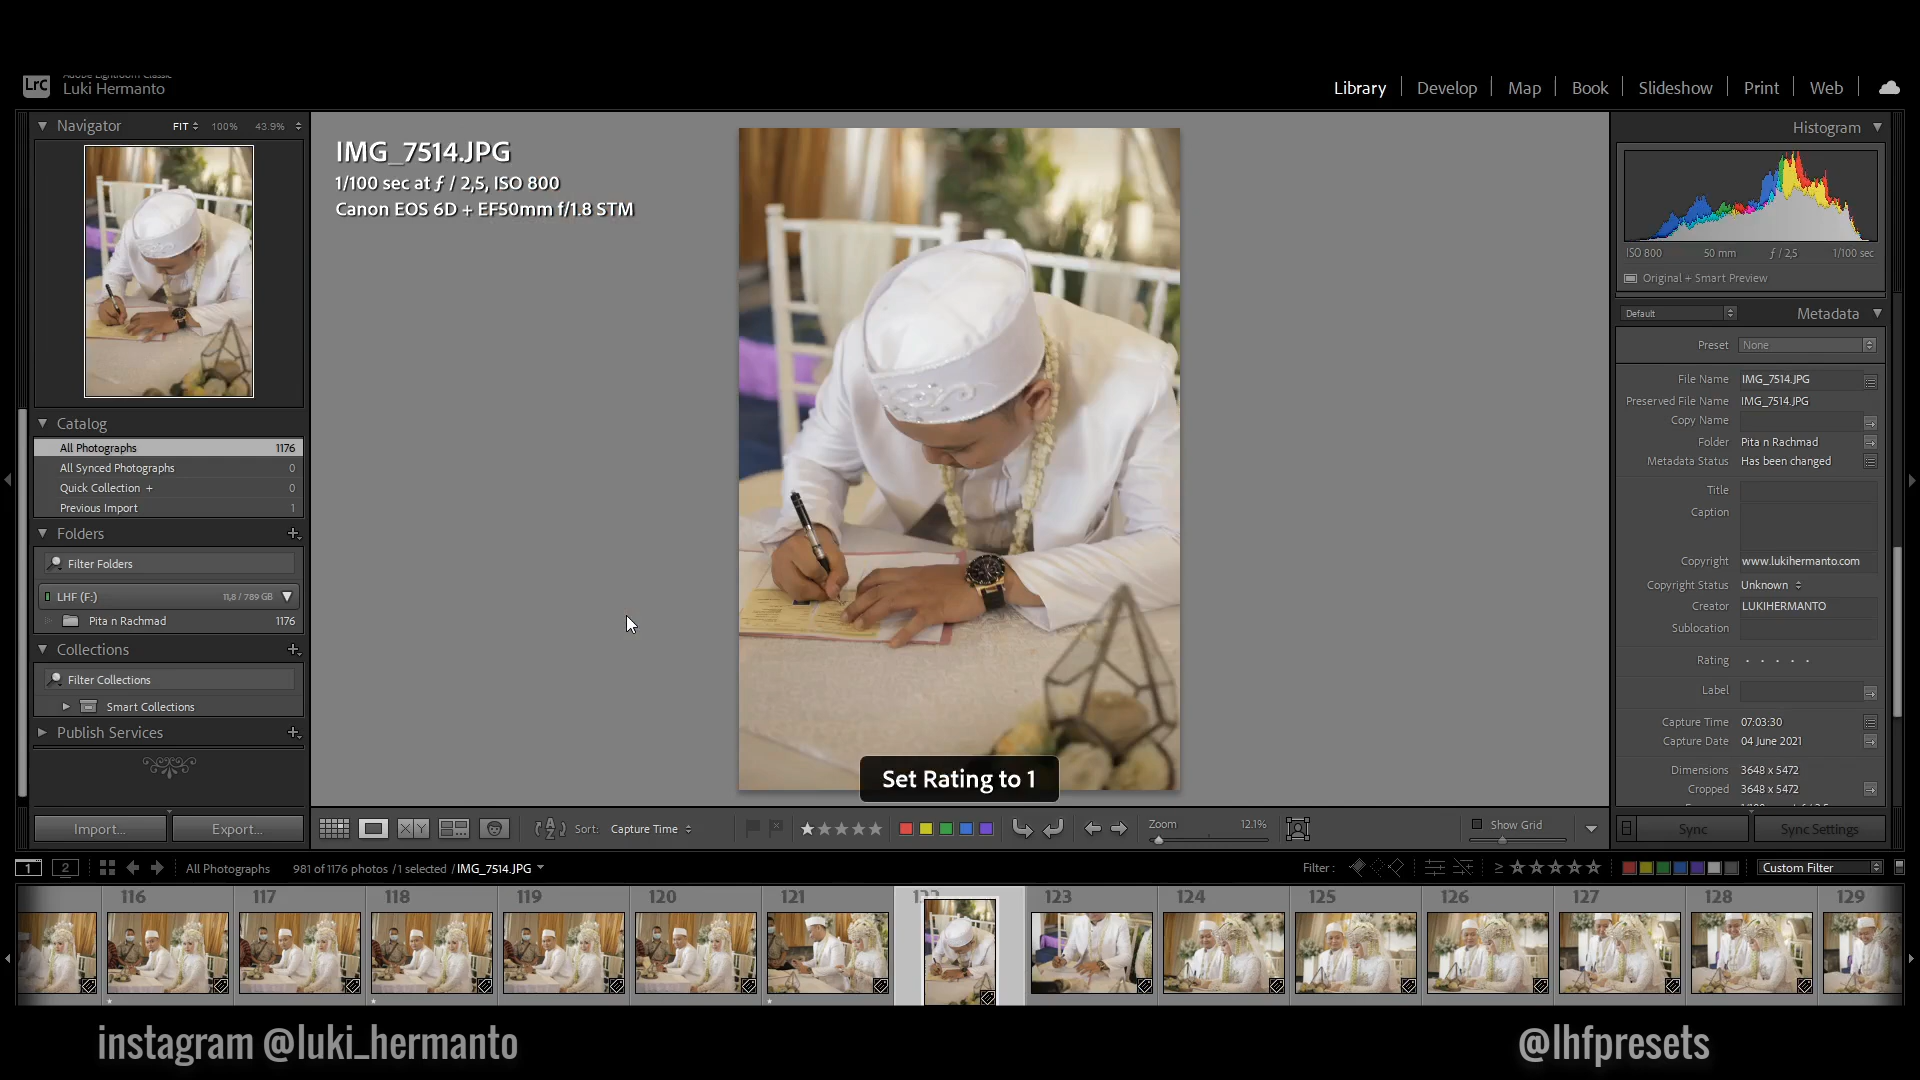 Adobe Lightroom Classic
LrC
Luki Hermanto
Library
Develop
Map
Book
Slideshow
Print
Web
Navigator
FIT
100%
43.9%
IMG_7514.JPG
1/100 sec at ƒ / 2,5, ISO 800
Canon EOS 6D + EF50mm f/1.8 STM
Histogram
ISO 800
50 mm
ƒ / 2,5
1/100 sec
Original + Smart Preview
Default
Metadata
Preset
None
File Name IMG_7514.JPG
Preserved File Name IMG_7514.JPG
Copy Name
Folder Pita n Rachmad
Metadata Status Has been changed
Title
Caption
Copyright www.lukihermanto.com
Copyright Status Unknown
Creator LUKIHERMANTO
Sublocation
Rating
Label
Capture Time 07:03:30
Capture Date 04 June 2021
Dimensions 3648 x 5472
Cropped 3648 x 5472
Catalog
All Photographs 1176
All Synced Photographs 0
Quick Collection + 0
Previous Import 1
Folders
Filter Folders
LHF (F:) 11,8 / 789 GB
Pita n Rachmad 1176
Collections
Filter Collections
Smart Collections
Publish Services
Import...
Export...
Set Rating to 1
Sort: Capture Time
Zoom
12.1%
Show Grid
Sync
Sync Settings
1
2
All Photographs
981 of 1176 photos / 1 selected / IMG_7514.JPG
Filter :
Custom Filter
116
117
118
119
120
121
123
124
125
126
127
128
129
instagram @luki_hermanto
@lhfpresets